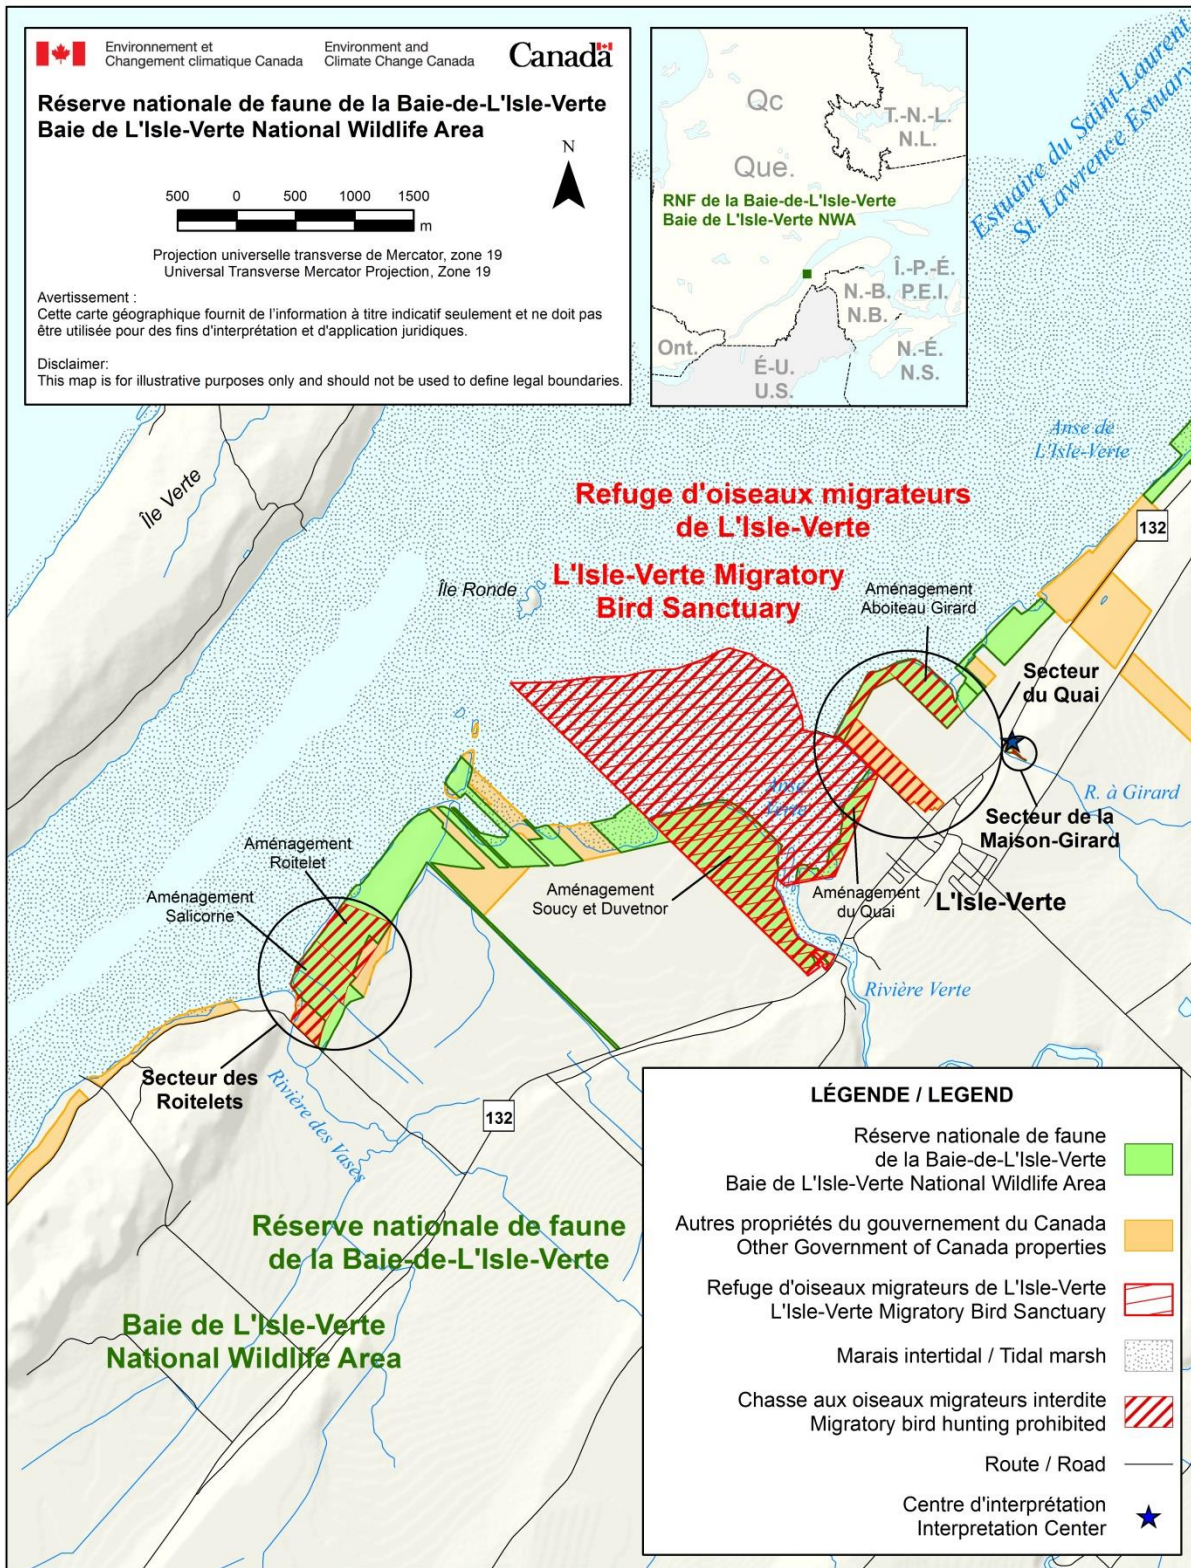 Environnement et
Changement climatique Canada
Environment and
Climate Change Canada
Canada
Réserve nationale de faune de la Baie-de-L'Isle-Verte
Baie de L'Isle-Verte National Wildlife Area
N
500 0 500 1000 1500
m
Projection universelle transverse de Mercator, zone 19
Universal Transverse Mercator Projection, Zone 19
Avertissement :
Cette carte géographique fournit de l'information à titre indicatif seulement et ne doit pas
être utilisée pour des fins d'interprétation et d'application juridiques.
Disclaimer:
This map is for illustrative purposes only and should not be used to define legal boundaries.
Qc
Que.
T.-N.-L.
N.L.
RNF de la Baie-de-L'Isle-Verte
Baie de L'Isle-Verte NWA
Î.-P.-É.
P.E.I.
N.-B.
N.B.
Ont.
É-U.
U.S.
N.-É.
N.S.
Estuaire du Saint-Laurent
St. Lawrence Estuary
Anse de
L'Isle-Verte
Île Verte
132
Refuge d'oiseaux migrateurs
de L'Isle-Verte
L'Isle-Verte Migratory
Bird Sanctuary
Île Ronde
Aménagement
Aboiteau Girard
Secteur
du Quai
Anse
Verte
R. à Girard
Secteur de la
Maison-Girard
Aménagement
Roitelet
Aménagement
Salicorne
Aménagement
Soucy et Duvetnor
Aménagement
du Quai
L'Isle-Verte
Rivière Verte
Secteur des
Roitelets
Rivière des Vases
132
Réserve nationale de faune
de la Baie-de-L'Isle-Verte
Baie de L'Isle-Verte
National Wildlife Area
LÉGENDE / LEGEND
Réserve nationale de faune
de la Baie-de-L'Isle-Verte
Baie de L'Isle-Verte National Wildlife Area
Autres propriétés du gouvernement du Canada
Other Government of Canada properties
Refuge d'oiseaux migrateurs de L'Isle-Verte
L'Isle-Verte Migratory Bird Sanctuary
Marais intertidal / Tidal marsh
Chasse aux oiseaux migrateurs interdite
Migratory bird hunting prohibited
Route / Road
Centre d'interprétation
Interpretation Center